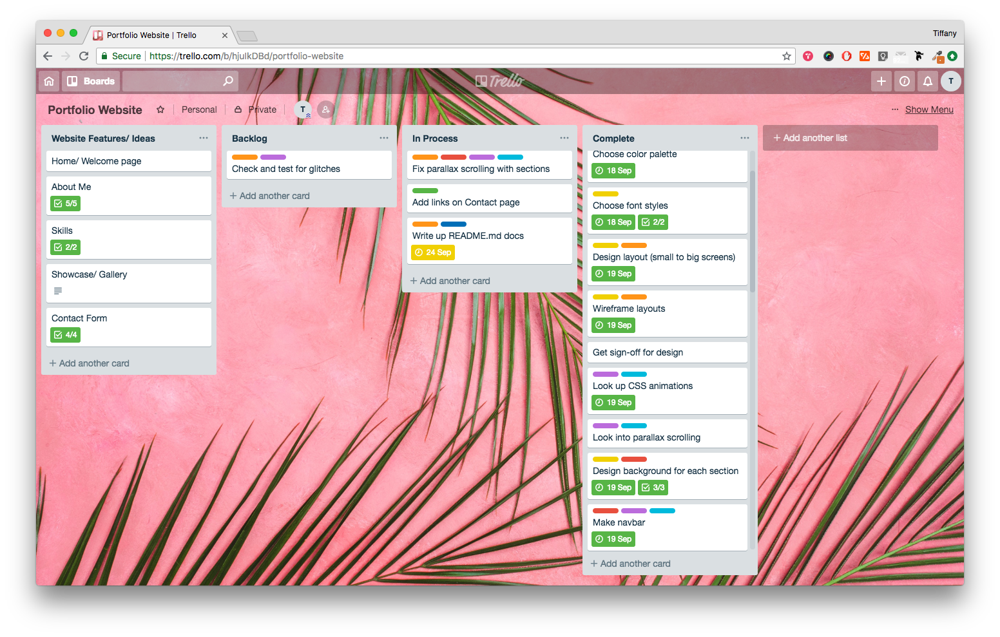 Portfolio Website | Trello
Tiffany
Secure
https://trello.com/b/hjulkDBd/portfolio-website
Boards
Trello
T
Portfolio Website
Personal
Private
T
Show Menu
Website Features/ Ideas
Home/ Welcome page
About Me
5/5
Skills
2/2
Showcase/ Gallery
Contact Form
4/4
+ Add another card
Backlog
Check and test for glitches
+ Add another card
In Process
Fix parallax scrolling with sections
Add links on Contact page
Write up README.md docs
24 Sep
+ Add another card
Complete
Choose color palette
18 Sep
Choose font styles
18 Sep 2/2
Design layout (small to big screens)
19 Sep
Wireframe layouts
19 Sep
Get sign-off for design
Look up CSS animations
19 Sep
Look into parallax scrolling
Design background for each section
19 Sep 3/3
Make navbar
19 Sep
+ Add another card
+ Add another list